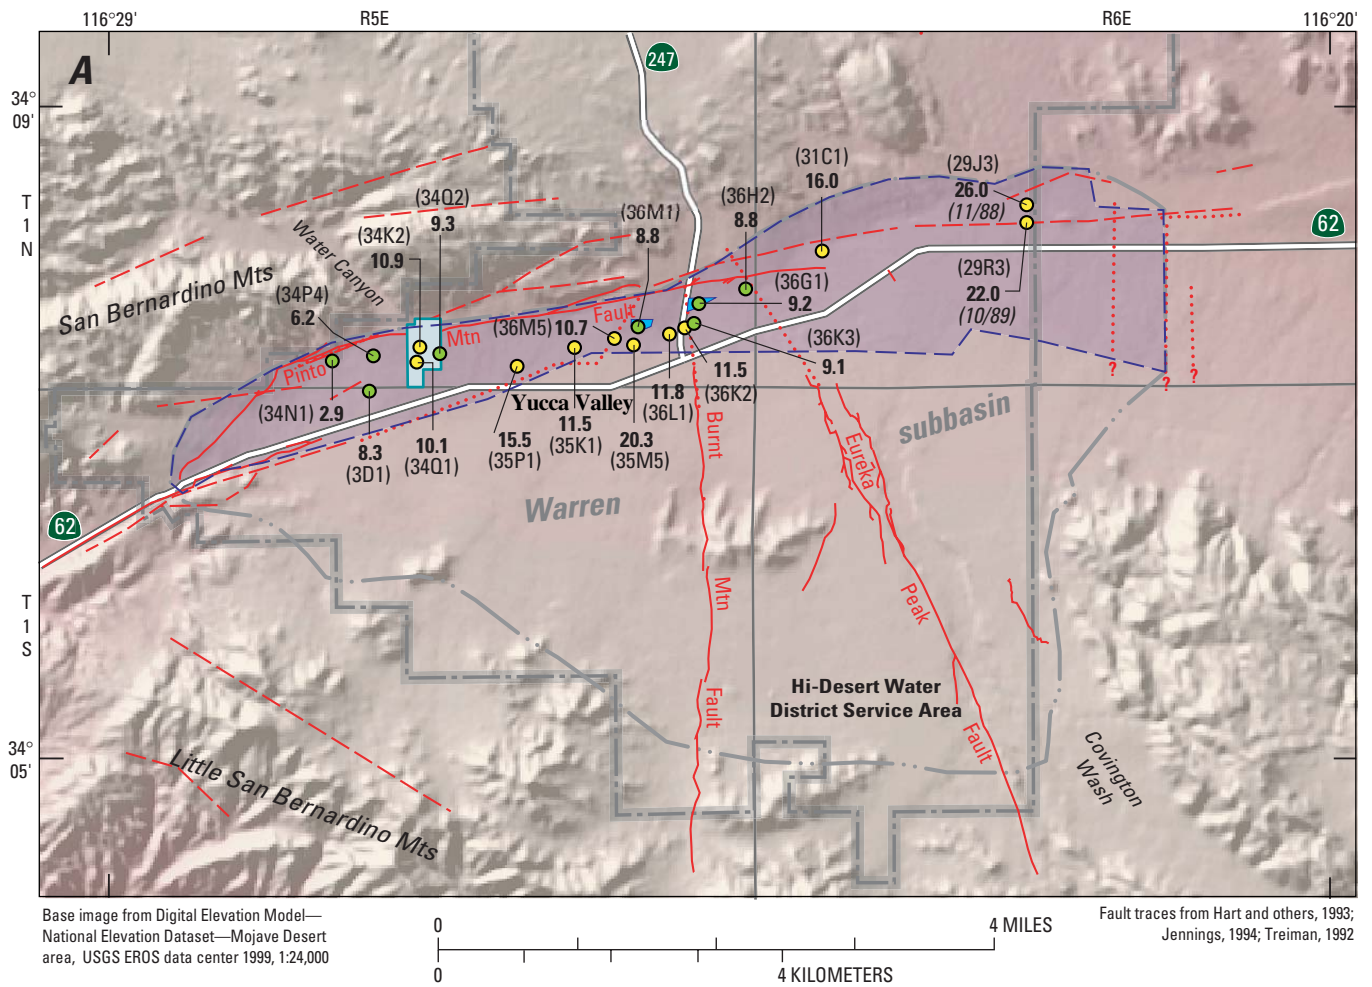 116°29'
R5E
R6E
116°20'
A
247
34°
09'
(31C1)
16.0
(29J3)
26.0
(11/88)
(34Q2)
9.3
(36M1)
8.8
(36H2)
8.8
T
1
N
62
Water Canyon
(34K2)
10.9
San Bernardino Mts
(29R3)
22.0
(10/89)
(34P4)
6.2
(36G1)
9.2
Fault
(36M5) 10.7
Mtn
(36K3)
9.1
Pinto
11.5
(36K2)
(34N1) 2.9
Yucca Valley
11.8
(36L1)
8.3
(3D1)
10.1
(34Q1)
15.5
(35P1)
11.5
(35K1)
20.3
(35M5)
Burnt
Eureka
subbasin
Warren
62
T
1
S
Mtn
Peak
Hi-Desert Water
District Service Area
Fault
Fault
34°
05'
Little San Bernardino Mts
Covington
Wash
?
?
?
Base image from Digital Elevation Model—
National Elevation Dataset—Mojave Desert
area, USGS EROS data center 1999, 1:24,000
0
4 MILES
0
4 KILOMETERS
Fault traces from Hart and others, 1993;
Jennings, 1994; Treiman, 1992